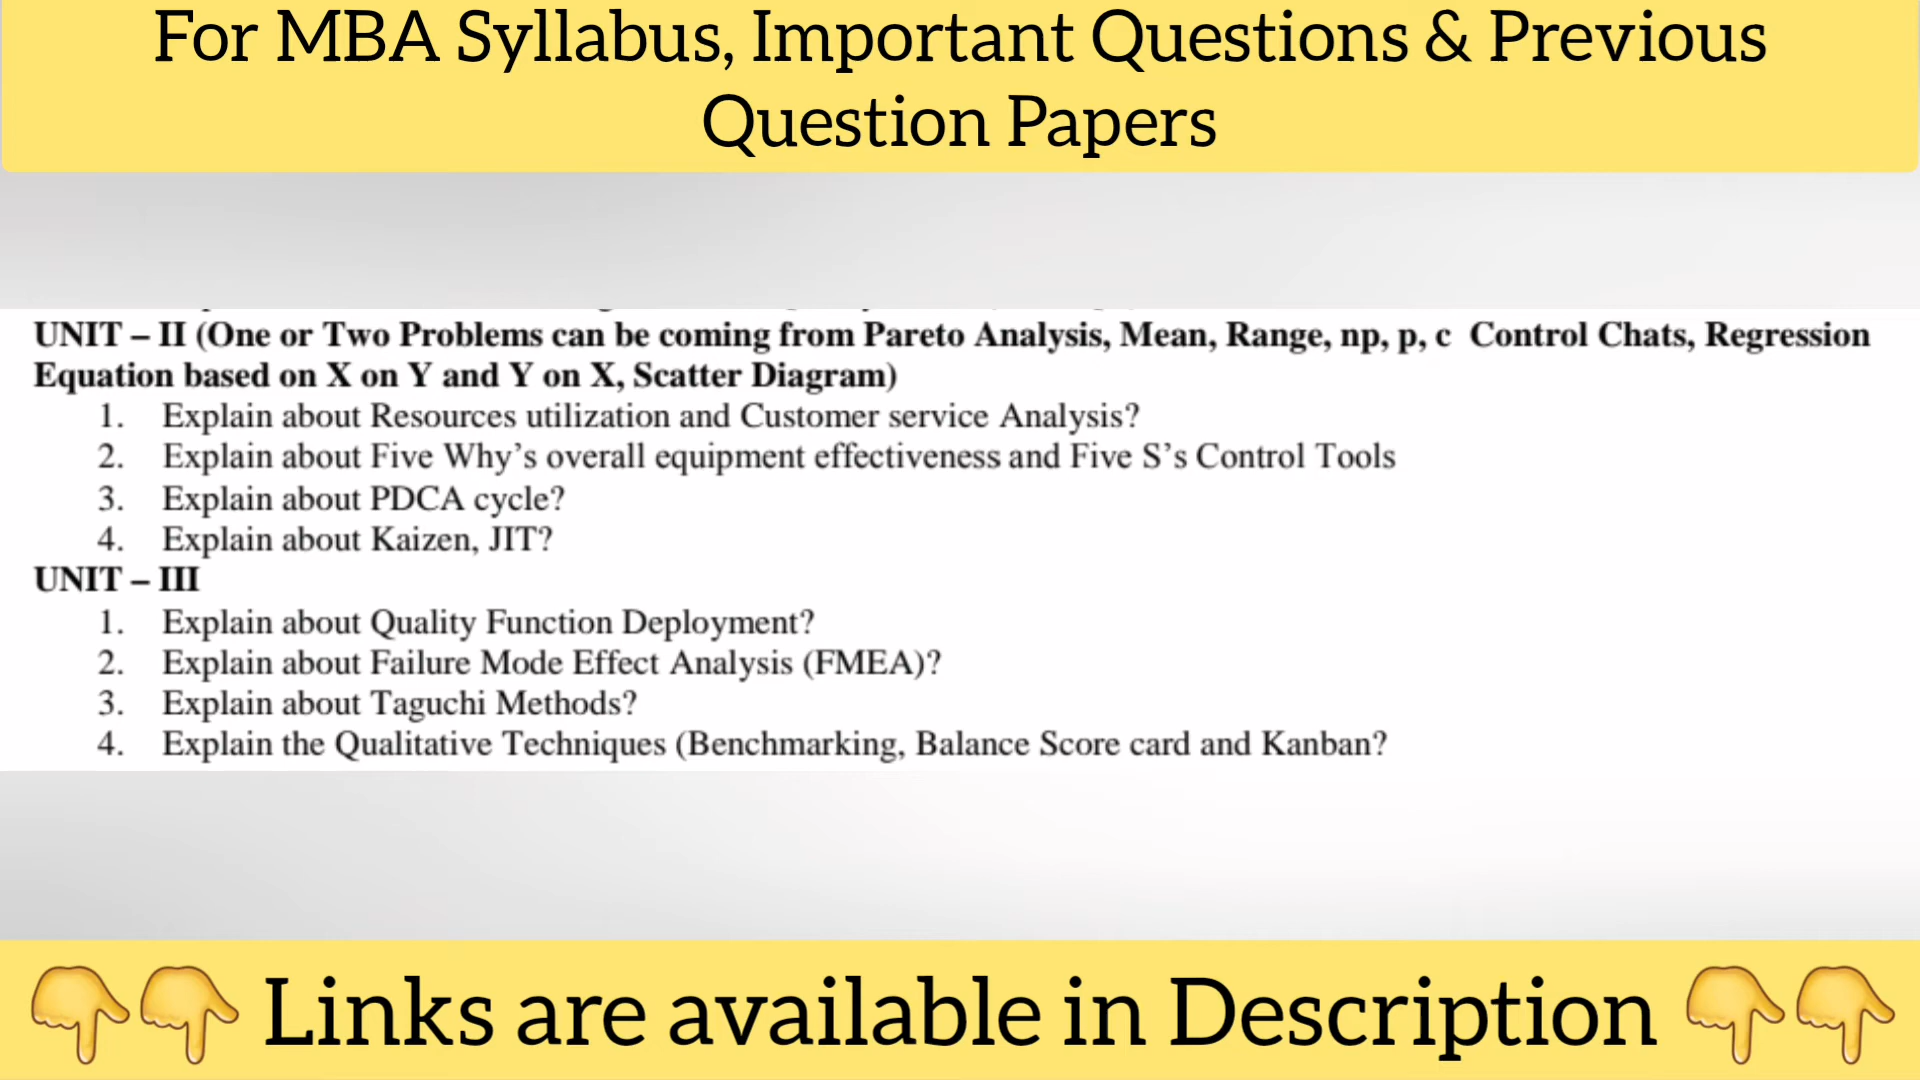 For MBA Syllabus, Important Questions & Previous
Question Papers
UNIT – II (One or Two Problems can be coming from Pareto Analysis, Mean, Range, np, p, c Control Chats, Regression
Equation based on X on Y and Y on X, Scatter Diagram)
1. Explain about Resources utilization and Customer service Analysis?
2. Explain about Five Why's overall equipment effectiveness and Five S's Control Tools
3. Explain about PDCA cycle?
4. Explain about Kaizen, JIT?
UNIT – III
1. Explain about Quality Function Deployment?
2. Explain about Failure Mode Effect Analysis (FMEA)?
3. Explain about Taguchi Methods?
4. Explain the Qualitative Techniques (Benchmarking, Balance Score card and Kanban?
👇👇 Links are available in Description 👇👇